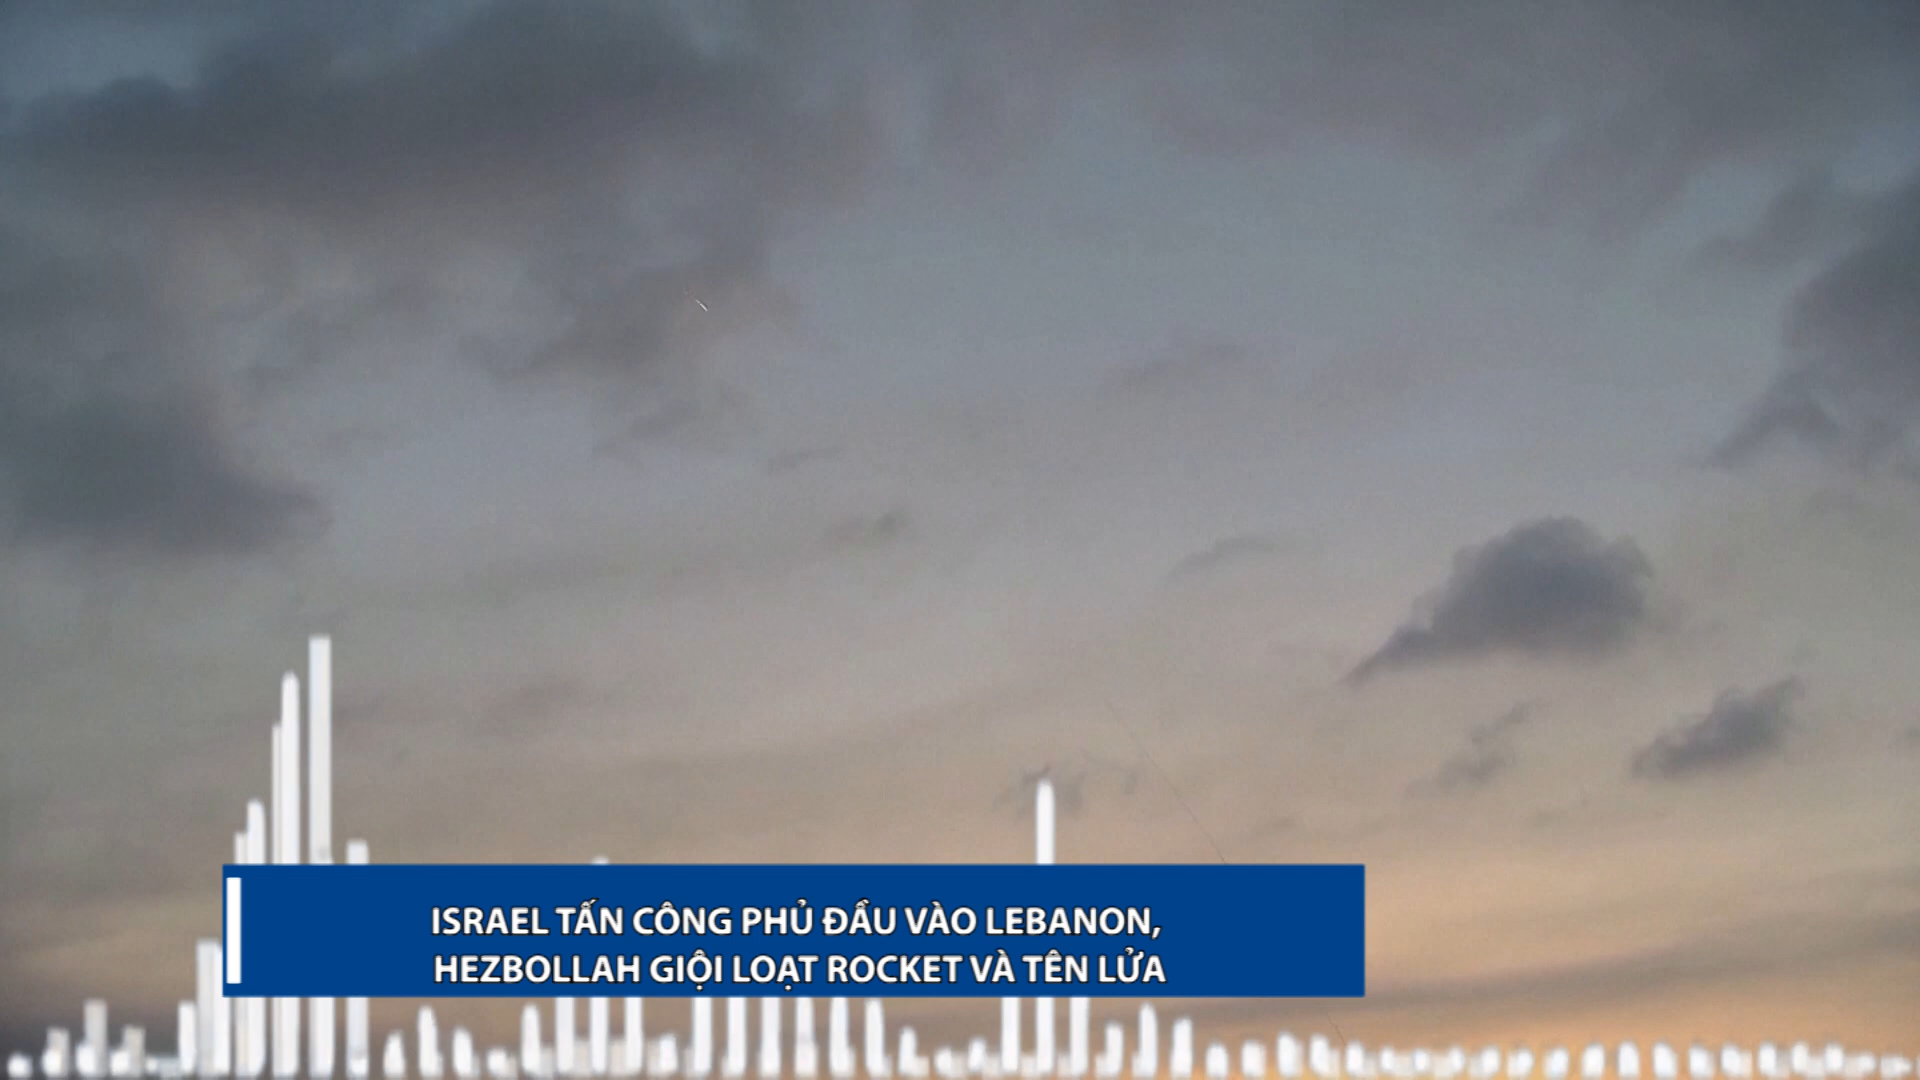 ISRAEL TẤN CÔNG PHỦ ĐẦU VÀO LEBANON,
HEZBOLLAH GIỘI LOẠT ROCKET VÀ TÊN LỬA